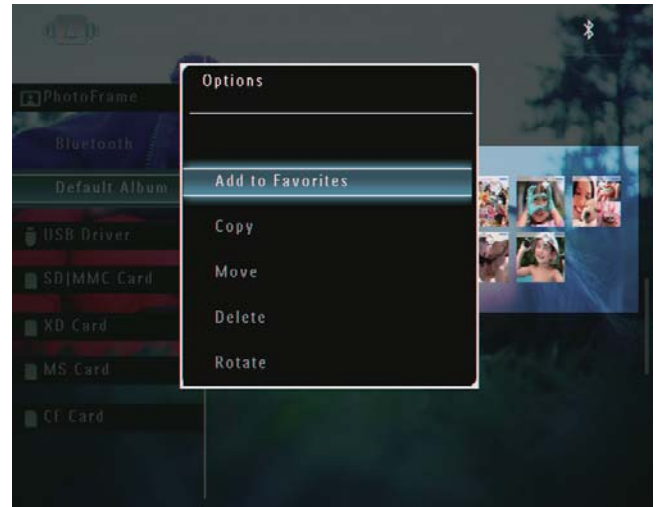 Options
PhotoFrame
Bluetooth
Default Album
USB Driver
SD|MMC Card
XD Card
MS Card
CF Card
Add to Favorites
Copy
Move
Delete
Rotate